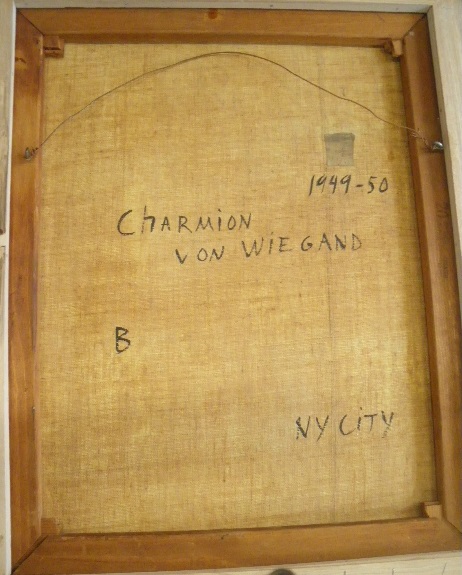 1949-50
CHARMION
VON WIEGAND
B
NY CITY